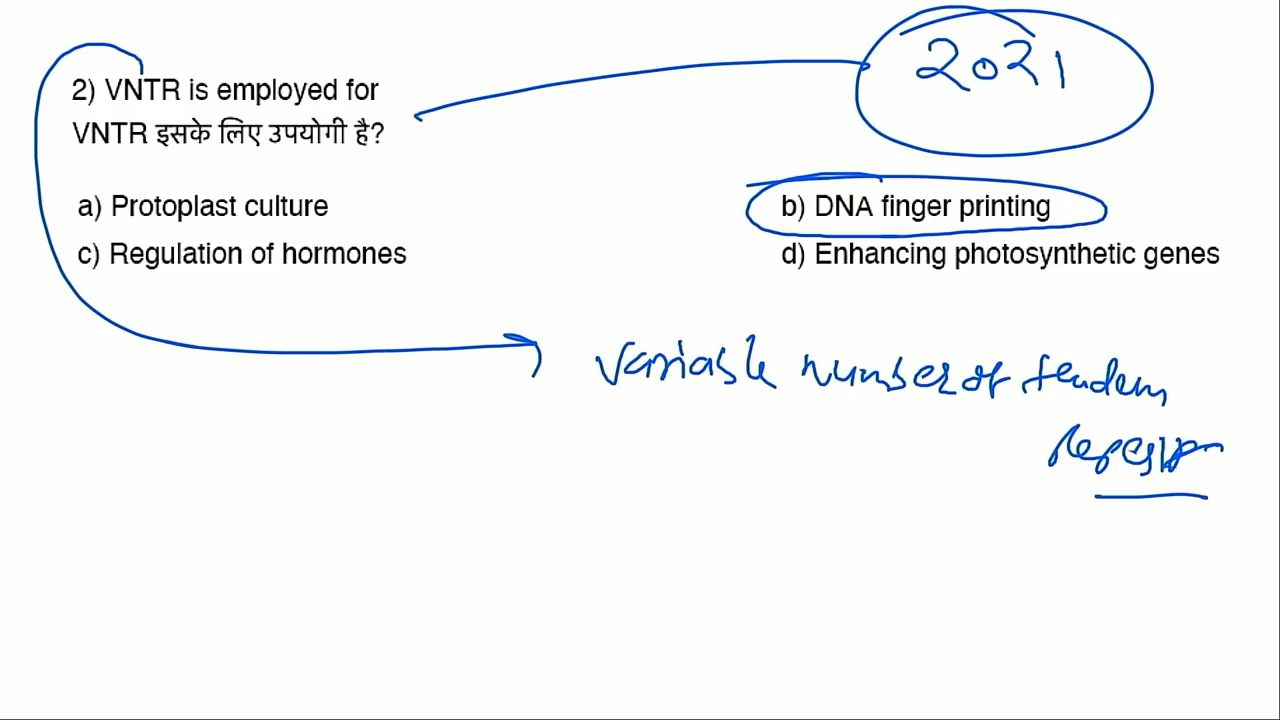 2021
2) VNTR is employed for
VNTR इसके लिए उपयोगी है?
a) Protoplast culture
b) DNA finger printing
c) Regulation of hormones
d) Enhancing photosynthetic genes
Variable number of tendem